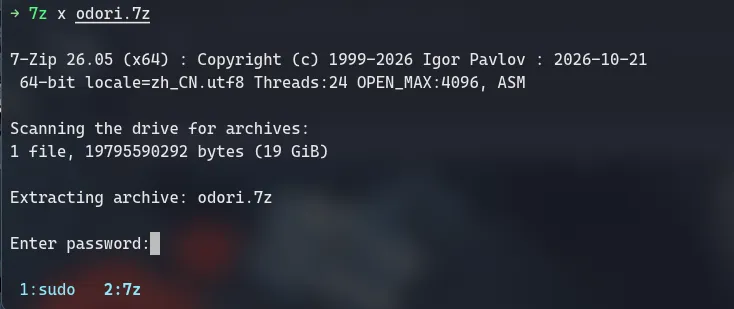 → 7z x odori.7z
7-Zip 26.05 (x64) : Copyright (c) 1999-2026 Igor Pavlov : 2026-10-21
64-bit locale=zh_CN.utf8 Threads:24 OPEN_MAX:4096, ASM
Scanning the drive for archives:
1 file, 19795590292 bytes (19 GiB)
Extracting archive: odori.7z
Enter password:
1:sudo 2:7z